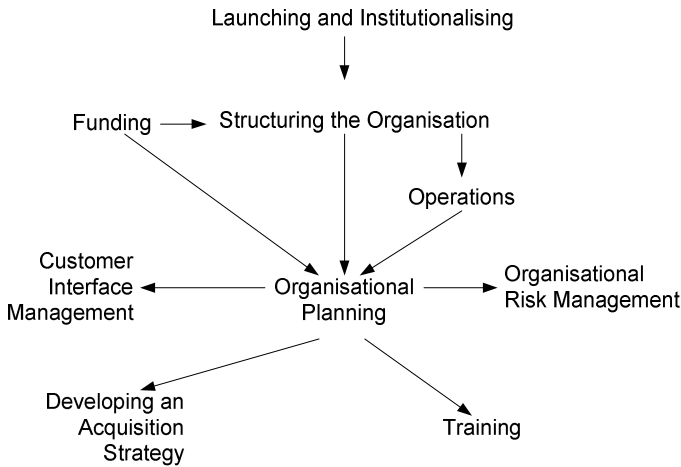 Launching and Institutionalising
Funding
Structuring the Organisation
Operations
Customer
Interface
Management
Organisational
Planning
Organisational
Risk Management
Developing an
Acquisition
Strategy
Training